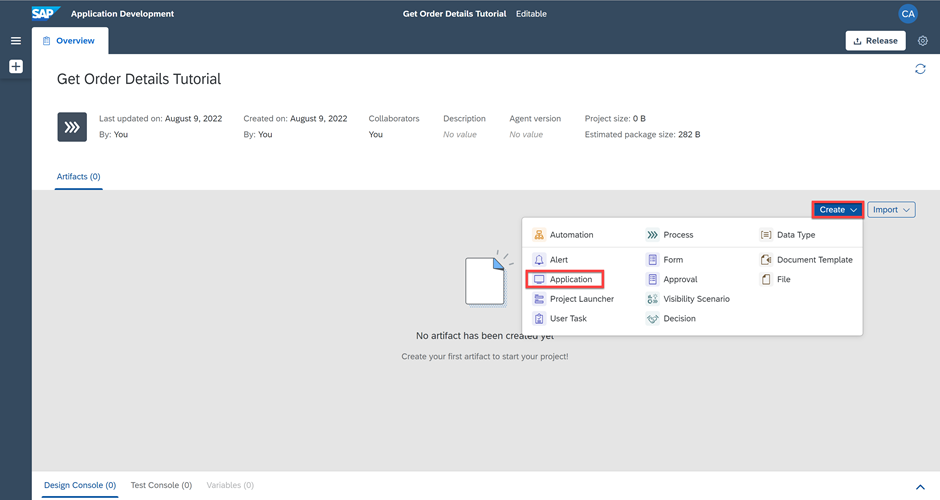 SAP Application Development Get Order Details Tutorial Editable CA
Overview Release
Get Order Details Tutorial
Last updated on: August 9, 2022 Created on: August 9, 2022 Collaborators Description Agent version Project size: 0 B
By: You By: You You No value No value Estimated package size: 282 B
Artifacts (0)
Create Import
Automation Process Data Type
Alert Form Document Template
Application Approval File
Project Launcher Visibility Scenario
User Task Decision
No artifact has been created yet
Create your first artifact to start your project!
Design Console (0) Test Console (0) Variables (0)